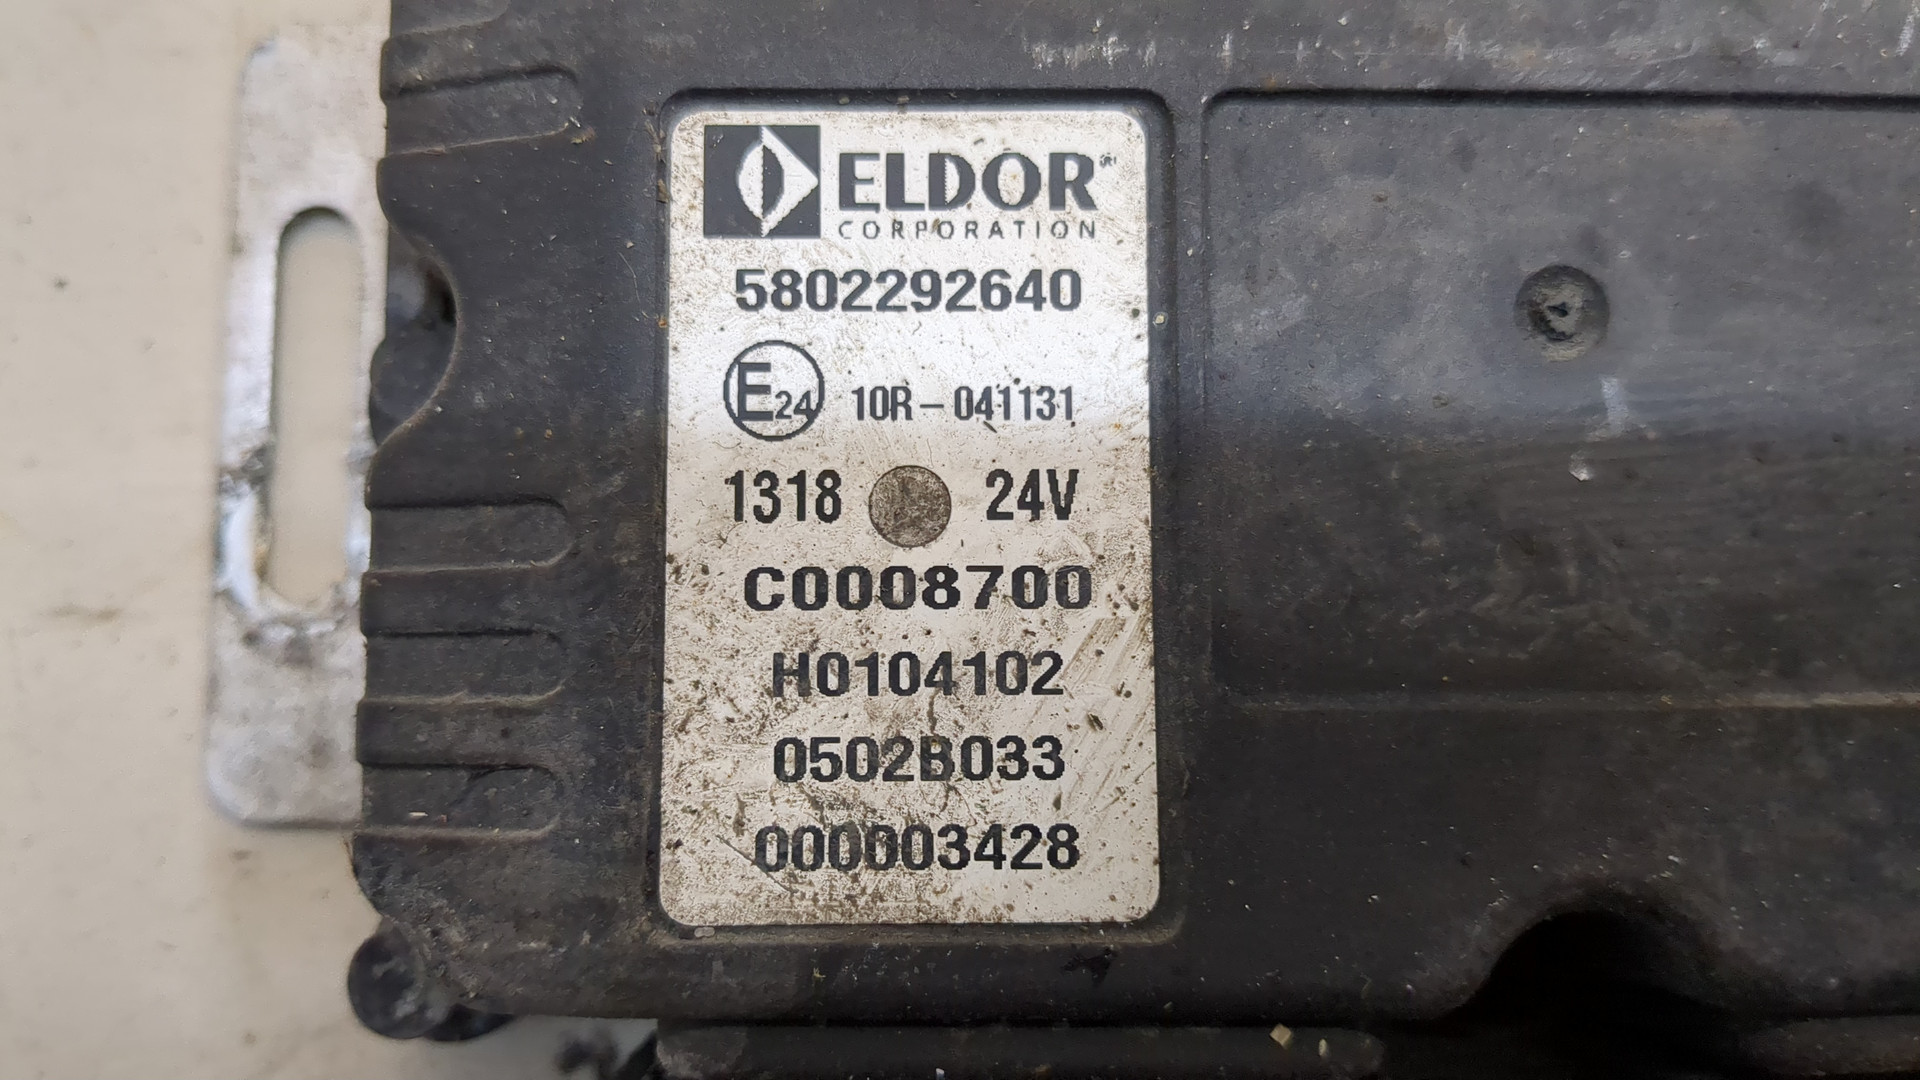 ELDOR®
CORPORATION
5802292640
E24 10R-041131
1318 24V
C0008700
H0104102
0502B033
000003428